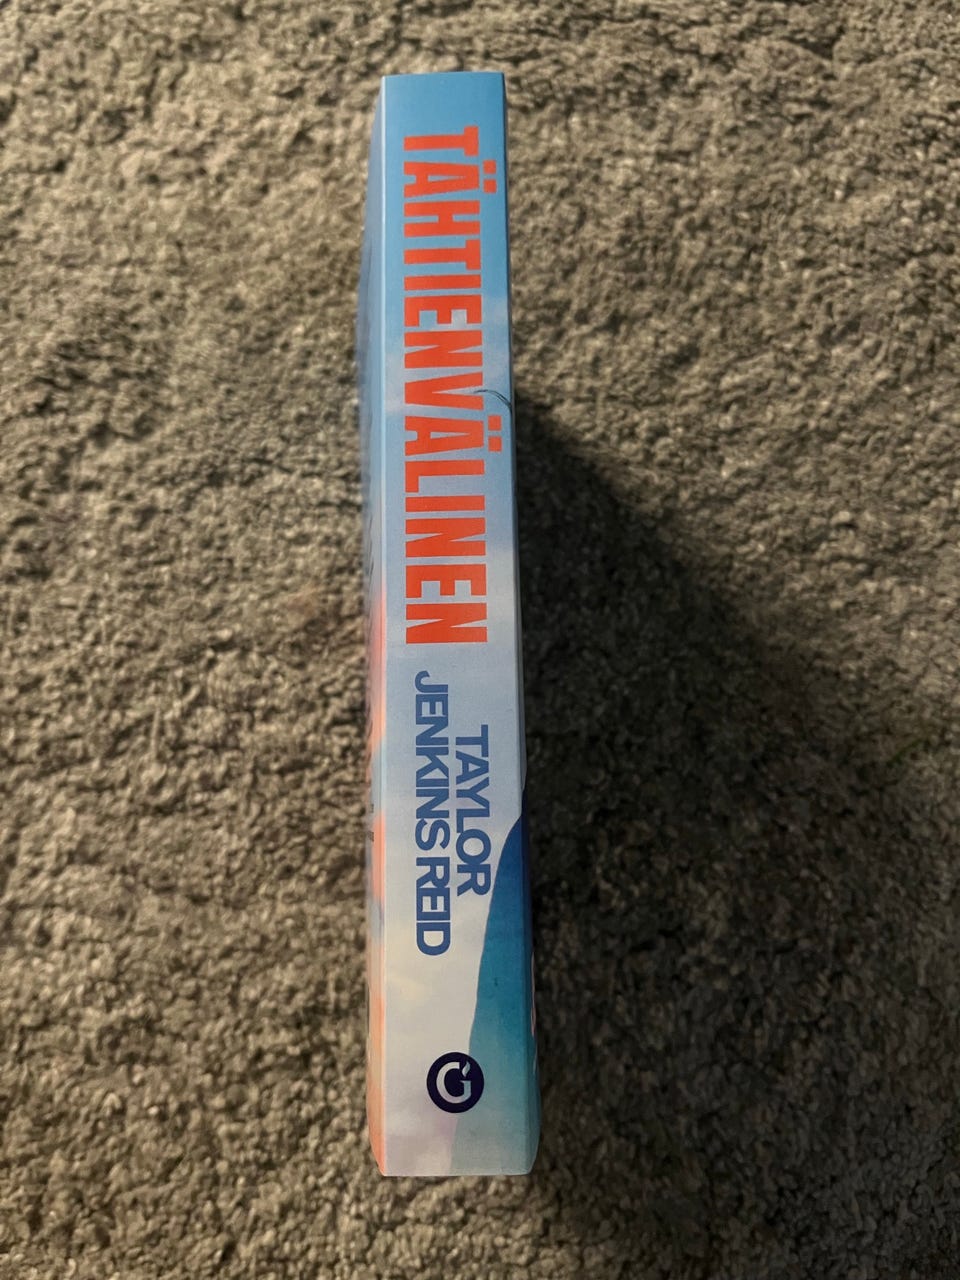 TÄHTIENVÄLINEN
TAYLOR
JENKINS REID
G